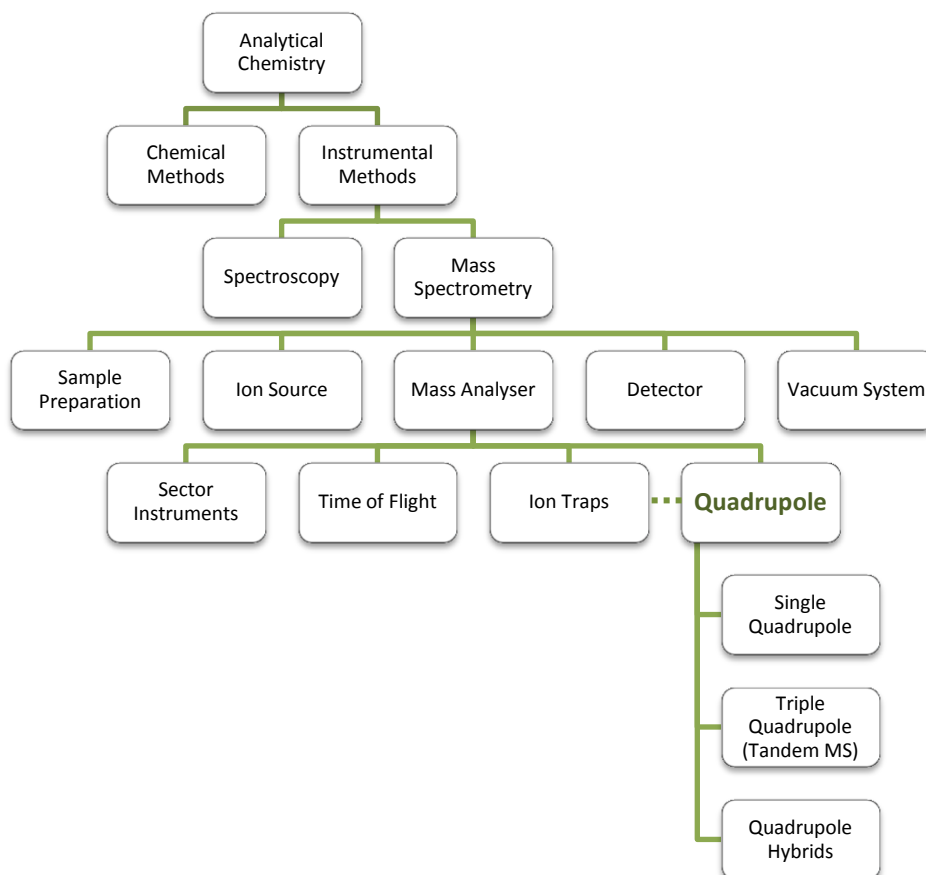 Analytical
Chemistry
Chemical
Methods
Instrumental
Methods
Spectroscopy
Mass
Spectrometry
Sample
Preparation
Ion Source
Mass Analyser
Detector
Vacuum System
Sector
Instruments
Time of Flight
Ion Traps
Quadrupole
Single
Quadrupole
Triple
Quadrupole
(Tandem MS)
Quadrupole
Hybrids